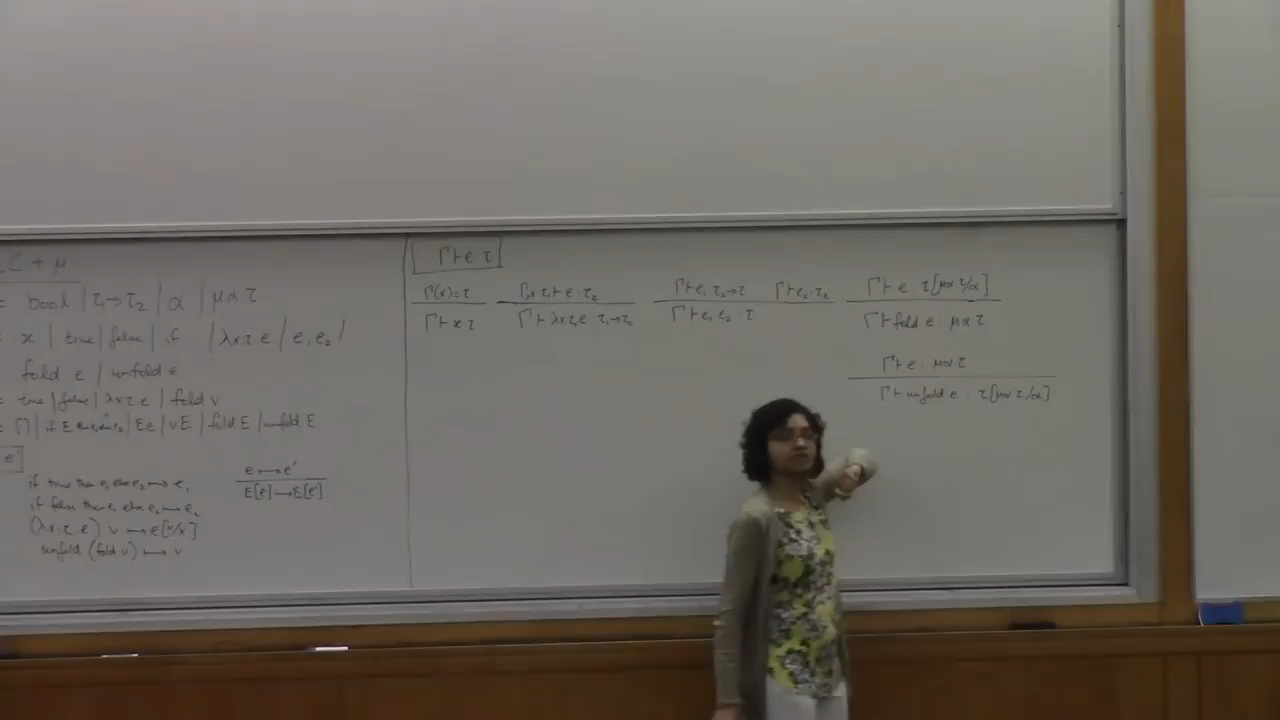 LC + μ
= bool | τ₁→τ₂ | α | μα.τ
= x | true | false | if | λx:τ.e | e₁ e₂ |
fold e | unfold e
= true | false | λx:τ.e | fold v
= [·] | if E then e₁ else e₂ | E e | v E | fold E | unfold E
e'
if true then e₁ else e₂ ⟼ e₁
if false then e₁ else e₂ ⟼ e₂
(λx:τ.e) v ⟼ e[v/x]
unfold (fold v) ⟼ v
e ⟼ e'
E[e] ⟼ E[e']
Γ ⊢ e : τ
Γ(x) = τ
Γ ⊢ x : τ
Γ, x:τ₁ ⊢ e : τ₂
Γ ⊢ λx:τ₁.e : τ₁→τ₂
Γ ⊢ e₁ : τ₂→τ Γ ⊢ e₂ : τ₂
Γ ⊢ e₁ e₂ : τ
Γ ⊢ e : τ[μα.τ/α]
Γ ⊢ fold e : μα.τ
Γ ⊢ e : μα.τ
Γ ⊢ unfold e : τ[μα.τ/α]